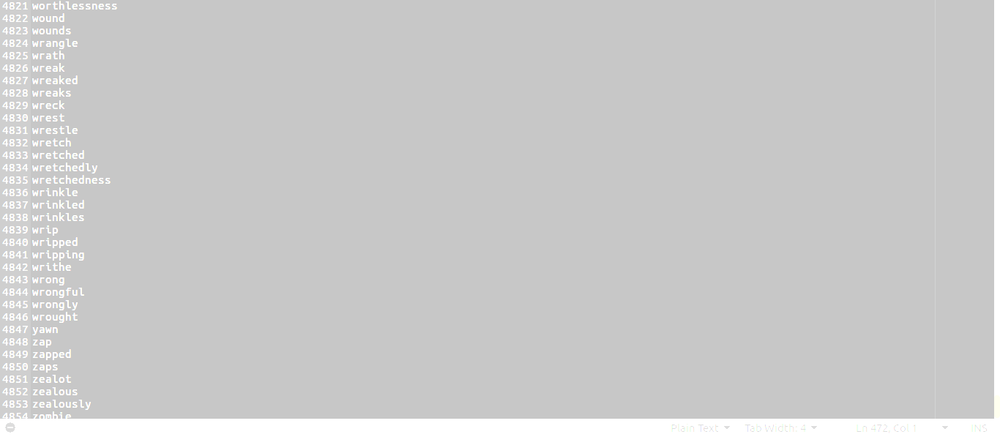 4821 worthlessness
4822 wound
4823 wounds
4824 wrangle
4825 wrath
4826 wreak
4827 wreaked
4828 wreaks
4829 wreck
4830 wrest
4831 wrestle
4832 wretch
4833 wretched
4834 wretchedly
4835 wretchedness
4836 wrinkle
4837 wrinkled
4838 wrinkles
4839 wrip
4840 wripped
4841 wripping
4842 writhe
4843 wrong
4844 wrongful
4845 wrongly
4846 wrought
4847 yawn
4848 zap
4849 zapped
4850 zaps
4851 zealot
4852 zealous
4853 zealously
4854 zombie
Plain Text Tab Width: 4 Ln 472, Col 1 INS